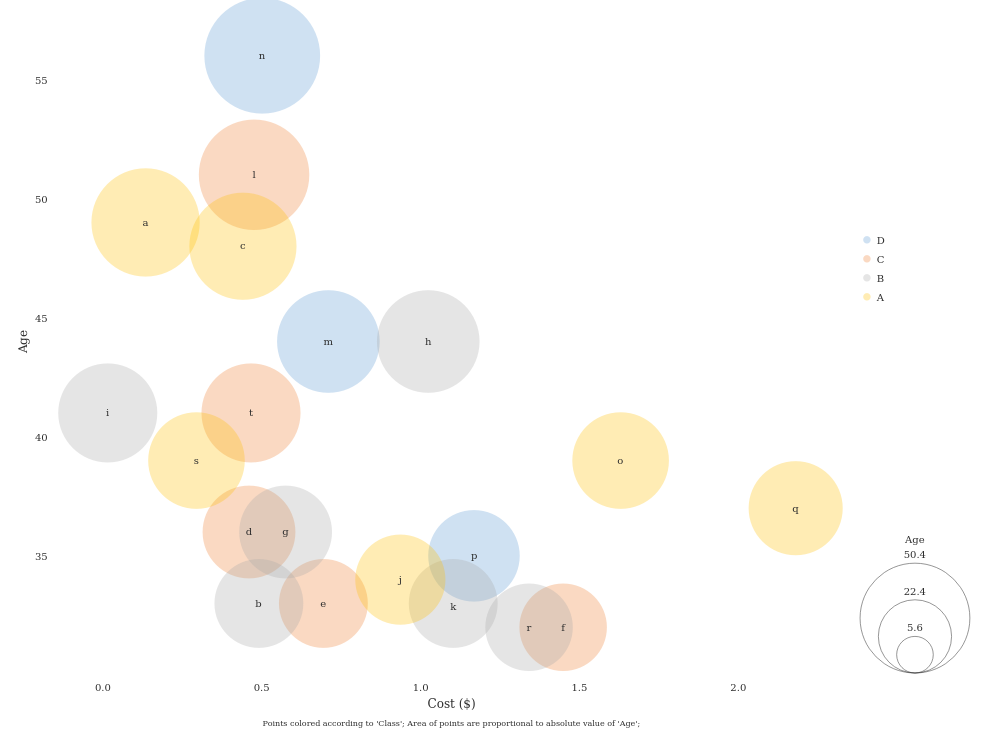 n
55
l
50
a
c
D
C
B
A
45
m
h
Age
i
t
40
s
o
q
d
g
Age
50.4
35
p
j
22.4
b
e
k
5.6
r
f
0.0
0.5
1.0
1.5
2.0
Cost ($)
Points colored according to 'Class'; Area of points are proportional to absolute value of 'Age';